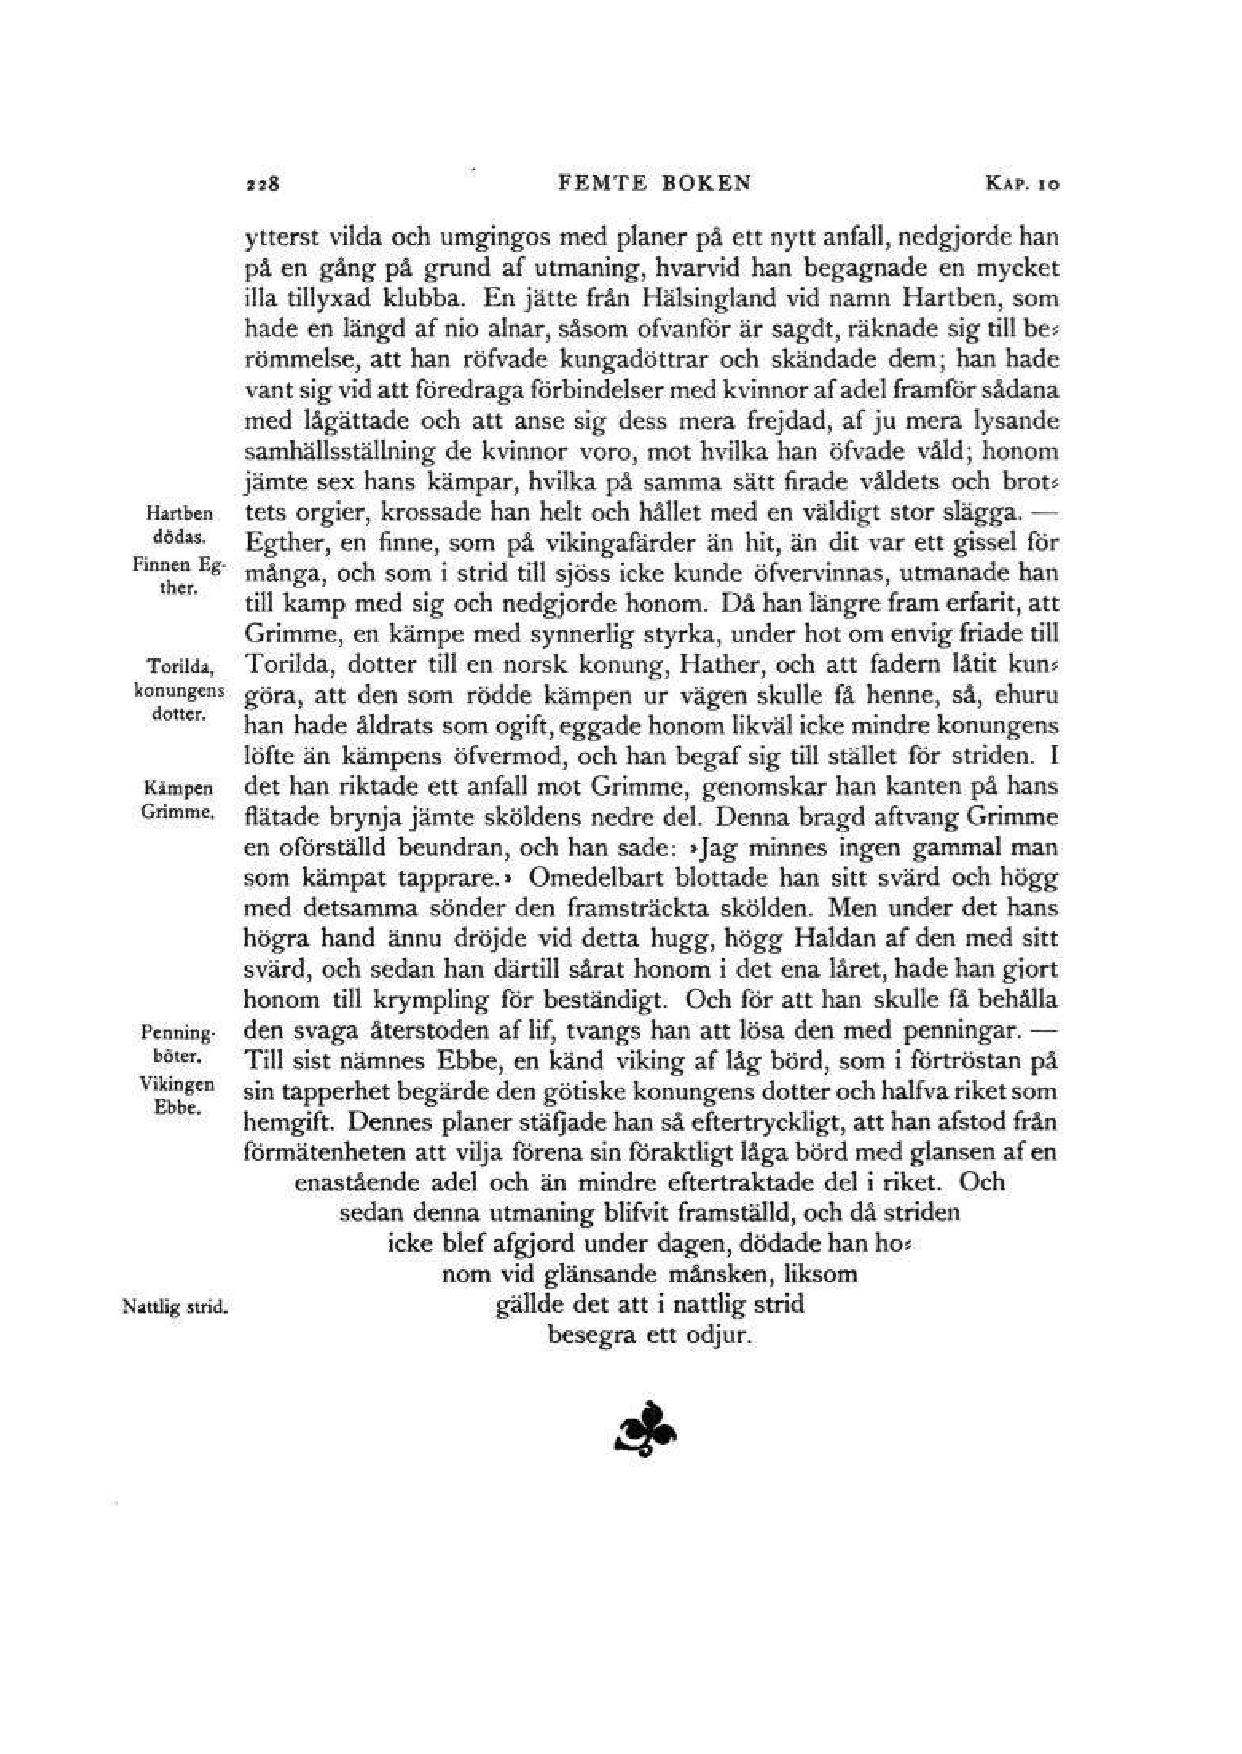 228 FEMTE BOKEN KAP. 10
ytterst vilda och umgingos med planer på ett nytt anfall, nedgjorde han
på en gång på grund af utmaning, hvarvid han begagnade en mycket
illa tillyxad klubba. En jätte från Hälsingland vid namn Hartben, som
hade en längd af nio alnar, såsom ofvanför är sagdt, räknade sig till be-
römmelse, att han röfvade kungadöttrar och skändade dem; han hade
vant sig vid att föredraga förbindelser med kvinnor af adel framför sådana
med lågättade och att anse sig dess mera frejdad, af ju mera lysande
samhällsställning de kvinnor voro, mot hvilka han öfvade våld; honom
jämte sex hans kämpar, hvilka på samma sätt firade våldets och brot-
Hartben
dödas.
tets orgier, krossade han helt och hållet med en väldigt stor slägga. —
Finnen Eg-
ther.
Egther, en finne, som på vikingafärder än hit, än dit var ett gissel för
många, och som i strid till sjöss icke kunde öfvervinnas, utmanade han
till kamp med sig och nedgjorde honom. Då han längre fram erfarit, att
Grimme, en kämpe med synnerlig styrka, under hot om envig friade till
Torilda,
konungens
dotter.
Torilda, dotter till en norsk konung, Hather, och att fadern låtit kun-
göra, att den som rödde kämpen ur vägen skulle få henne, så, ehuru
han hade åldrats som ogift, eggade honom likväl icke mindre konungens
löfte än kämpens öfvermod, och han begaf sig till stället för striden. I
Kämpen
Grimme.
det han riktade ett anfall mot Grimme, genomskar han kanten på hans
flätade brynja jämte sköldens nedre del. Denna bragd aftvang Grimme
en oförställd beundran, och han sade: »Jag minnes ingen gammal man
som kämpat tapprare.» Omedelbart blottade han sitt svärd och högg
med detsamma sönder den framsträckta skölden. Men under det hans
högra hand ännu dröjde vid detta hugg, högg Haldan af den med sitt
svärd, och sedan han därtill sårat honom i det ena låret, hade han giort
honom till krympling för beständigt. Och för att han skulle få behålla
Penning-
böter.
den svaga återstoden af lif, tvangs han att lösa den med penningar. —
Vikingen
Ebbe.
Till sist nämnes Ebbe, en känd viking af låg börd, som i förtröstan på
sin tapperhet begärde den götiske konungens dotter och halfva riket som
hemgift. Dennes planer stäfjade han så eftertryckligt, att han afstod från
förmätenheten att vilja förena sin föraktligt låga börd med glansen af en
enastående adel och än mindre eftertraktade del i riket. Och
sedan denna utmaning blifvit framställd, och då striden
icke blef afgjord under dagen, dödade han ho-
nom vid glänsande månsken, liksom
Nattlig strid.
gällde det att i nattlig strid
besegra ett odjur.